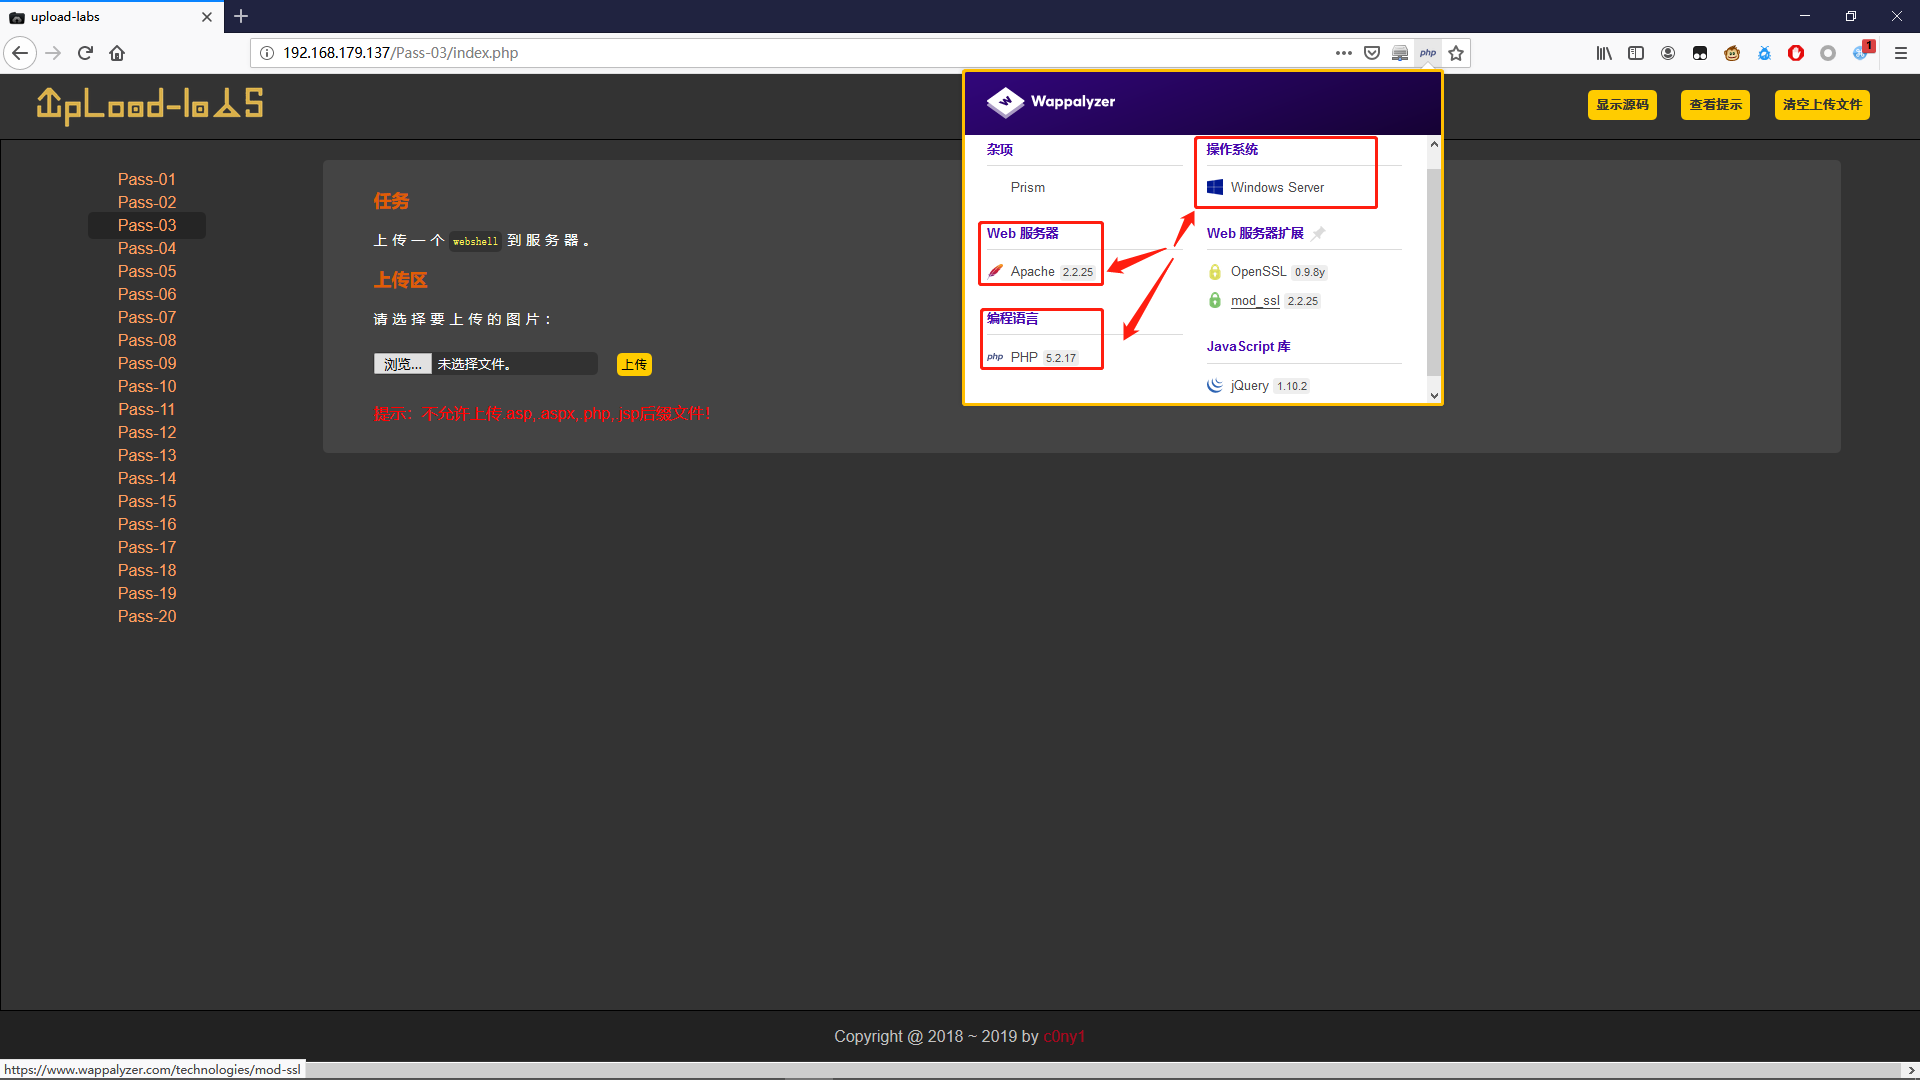 upload-labs
192.168.179.137/Pass-03/index.php
php
1
UpLoad-labS
显示源码
查看提示
清空上传文件
Pass-01
Pass-02
Pass-03
Pass-04
Pass-05
Pass-06
Pass-07
Pass-08
Pass-09
Pass-10
Pass-11
Pass-12
Pass-13
Pass-14
Pass-15
Pass-16
Pass-17
Pass-18
Pass-19
Pass-20
任务
上传一个 webshell 到服务器。
上传区
请选择要上传的图片：
浏览... 未选择文件。 上传
提示：不允许上传.asp,.aspx,.php,.jsp后缀文件！
W Wappalyzer
杂项
Prism
Web 服务器
Apache 2.2.25
编程语言
php PHP 5.2.17
操作系统
Windows Server
Web 服务器扩展
OpenSSL 0.9.8y
mod_ssl 2.2.25
JavaScript 库
jQuery 1.10.2
Copyright @ 2018 ~ 2019 by c0ny1
https://www.wappalyzer.com/technologies/mod-ssl